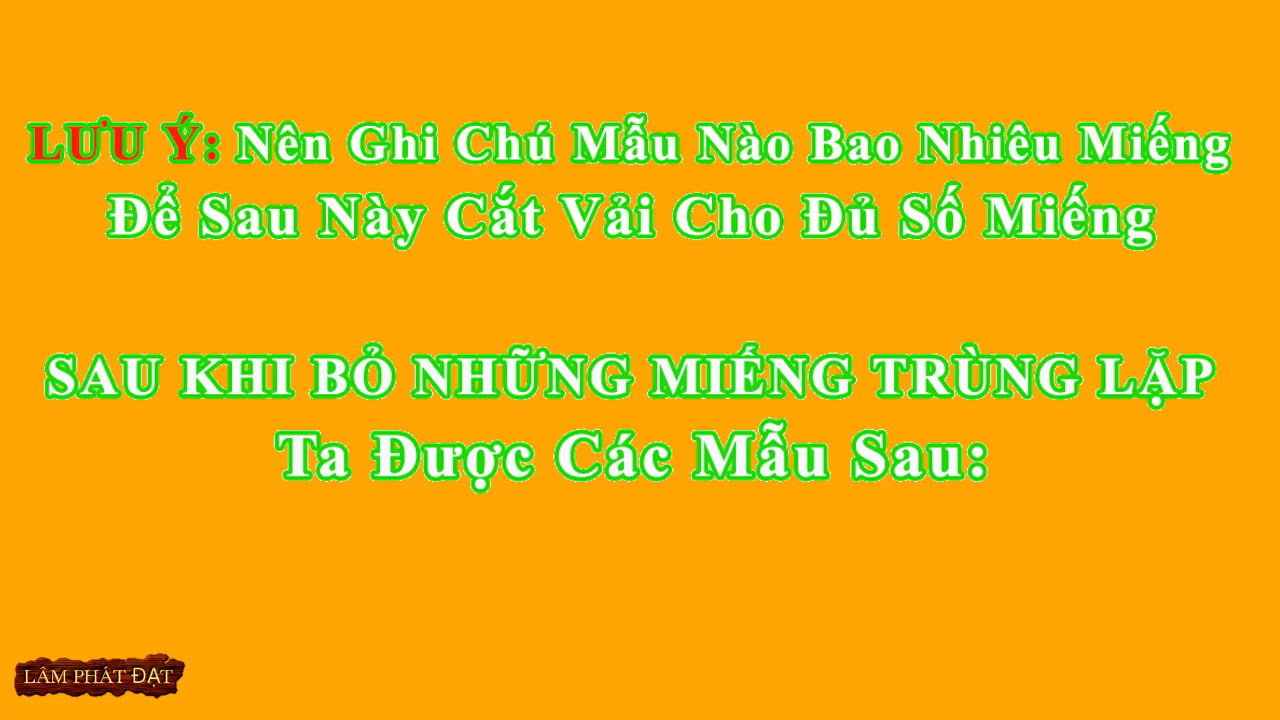 LƯU Ý: Nên Ghi Chú Mẫu Nào Bao Nhiêu Miếng
Để Sau Này Cắt Vải Cho Đủ Số Miếng
SAU KHI BỎ NHỮNG MIẾNG TRÙNG LẶP
Ta Được Các Mẫu Sau:
LÂM PHÁT ĐẠT